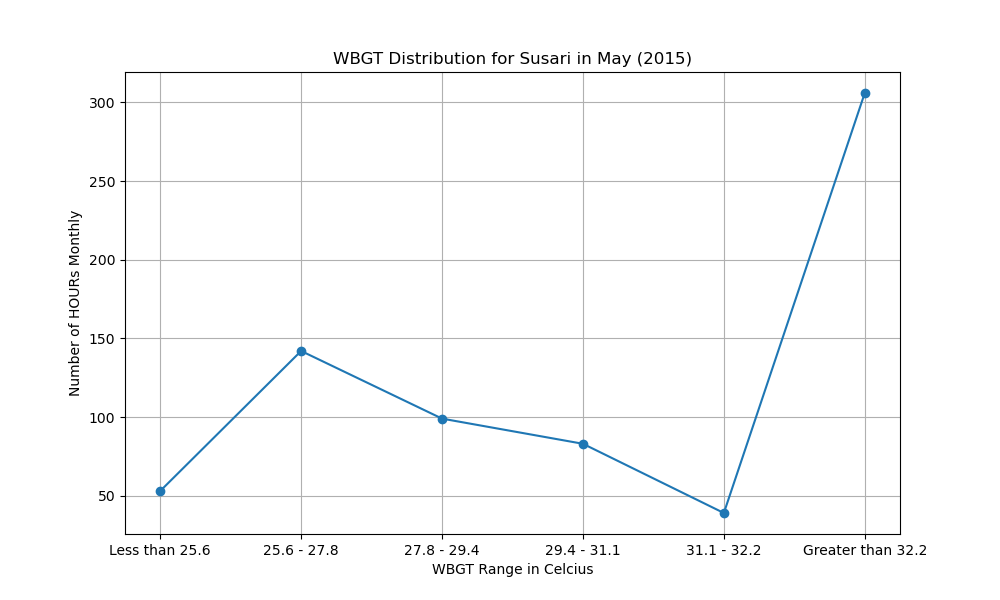 WBGT Distribution for Susari in May (2015)
Number of HOURs Monthly
300
250
200
150
100
50
Less than 25.6
25.6 - 27.8
27.8 - 29.4
29.4 - 31.1
31.1 - 32.2
Greater than 32.2
WBGT Range in Celcius